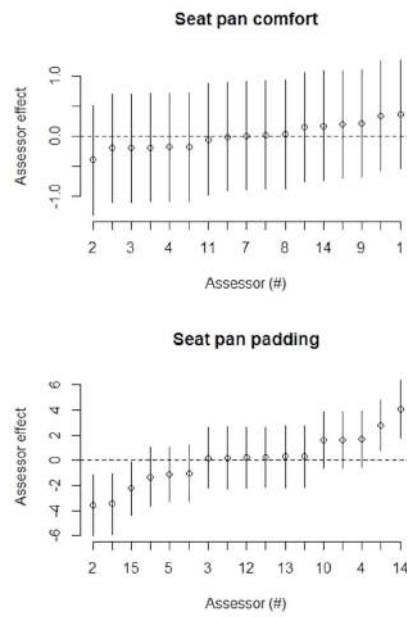 Seat pan comfort
1.0
0.0
-1.0
Assessor effect
2 3 4 11 7 8 14 9 1
Assessor (#)
Seat pan padding
6
4
2
0
-2
-4
-6
Assessor effect
2 15 5 3 12 13 10 4 14
Assessor (#)